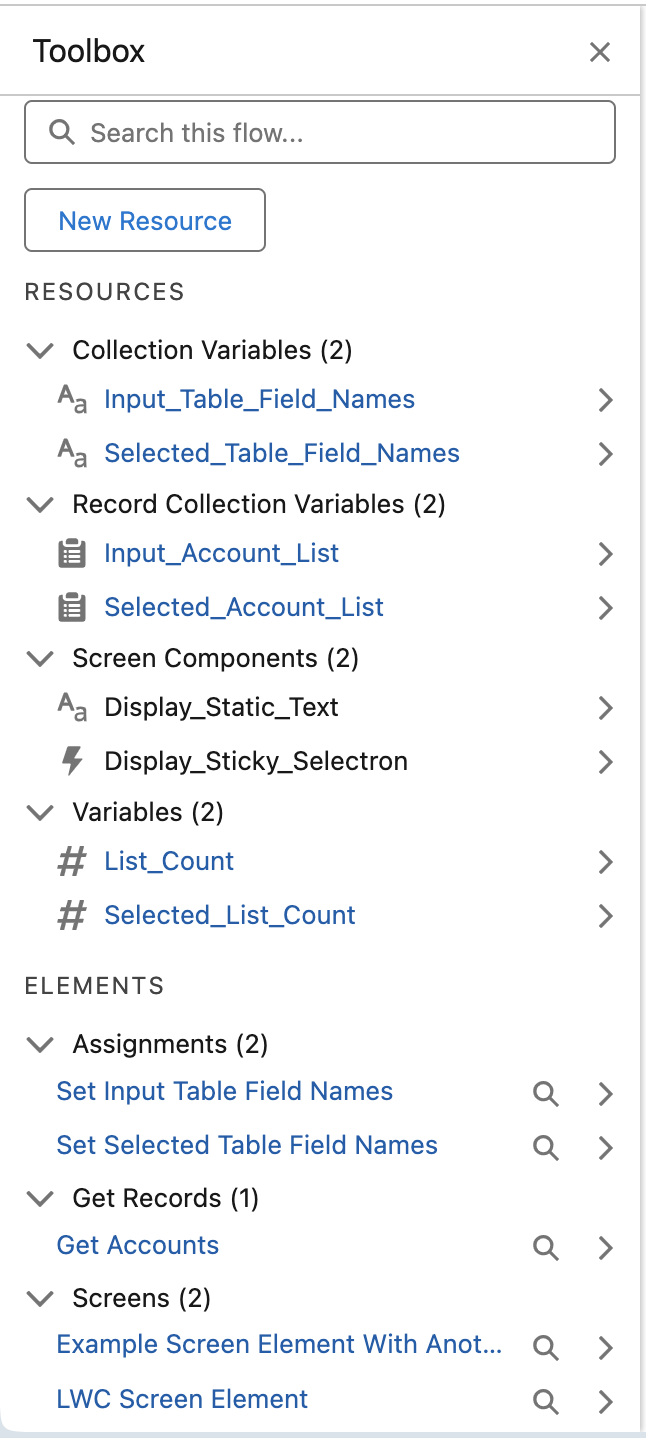 Toolbox
Search this flow...
New Resource
RESOURCES
Collection Variables (2)
Input_Table_Field_Names
Selected_Table_Field_Names
Record Collection Variables (2)
Input_Account_List
Selected_Account_List
Screen Components (2)
Display_Static_Text
Display_Sticky_Selectron
Variables (2)
List_Count
Selected_List_Count
ELEMENTS
Assignments (2)
Set Input Table Field Names
Set Selected Table Field Names
Get Records (1)
Get Accounts
Screens (2)
Example Screen Element With Anot...
LWC Screen Element